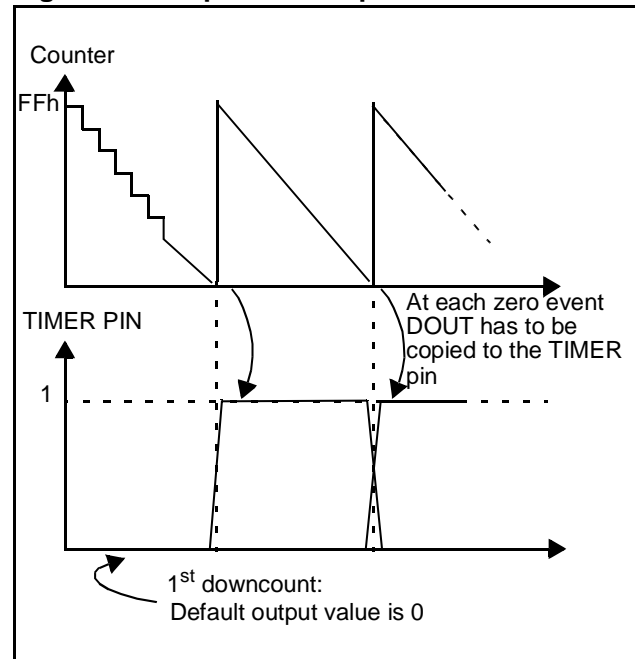 Counter
FFh
At each zero event
DOUT has to be
copied to the TIMER
pin
TIMER PIN
1
1st downcount:
Default output value is 0